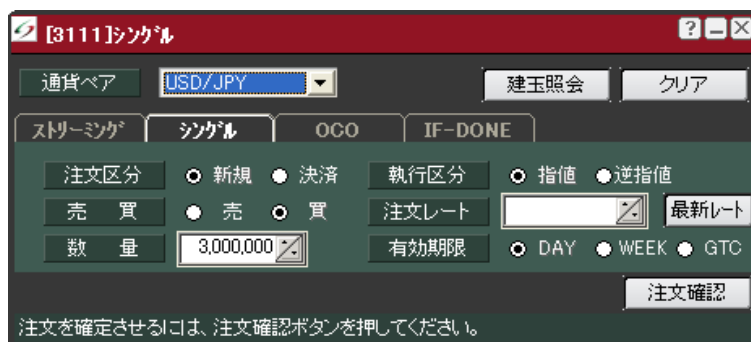 [3111]シングル
通貨ペア USD/JPY 建玉照会 クリア
ストリーミング シングル OCO IF-DONE
注文区分 新規 決済 執行区分 指値 逆指値
売 買 売 買 注文レート 最新レート
数 量 3,000,000 有効期限 DAY WEEK GTC
注文確認
注文を確定させるには、注文確認ボタンを押してください。